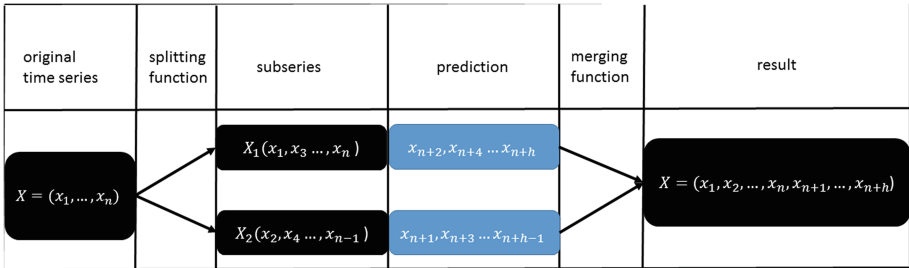 original
time series
splitting
function
subseries
prediction
merging
function
result
X = (x₁, … , xₙ)
X₁(x₁, x₃ … , xₙ )
xₙ₊₂, xₙ₊₄ … xₙ₊ₕ
X₂(x₂, x₄ … , xₙ₋₁ )
xₙ₊₁, xₙ₊₃ … xₙ₊ₕ₋₁
X = (x₁, x₂, … , xₙ, xₙ₊₁, … , xₙ₊ₕ)